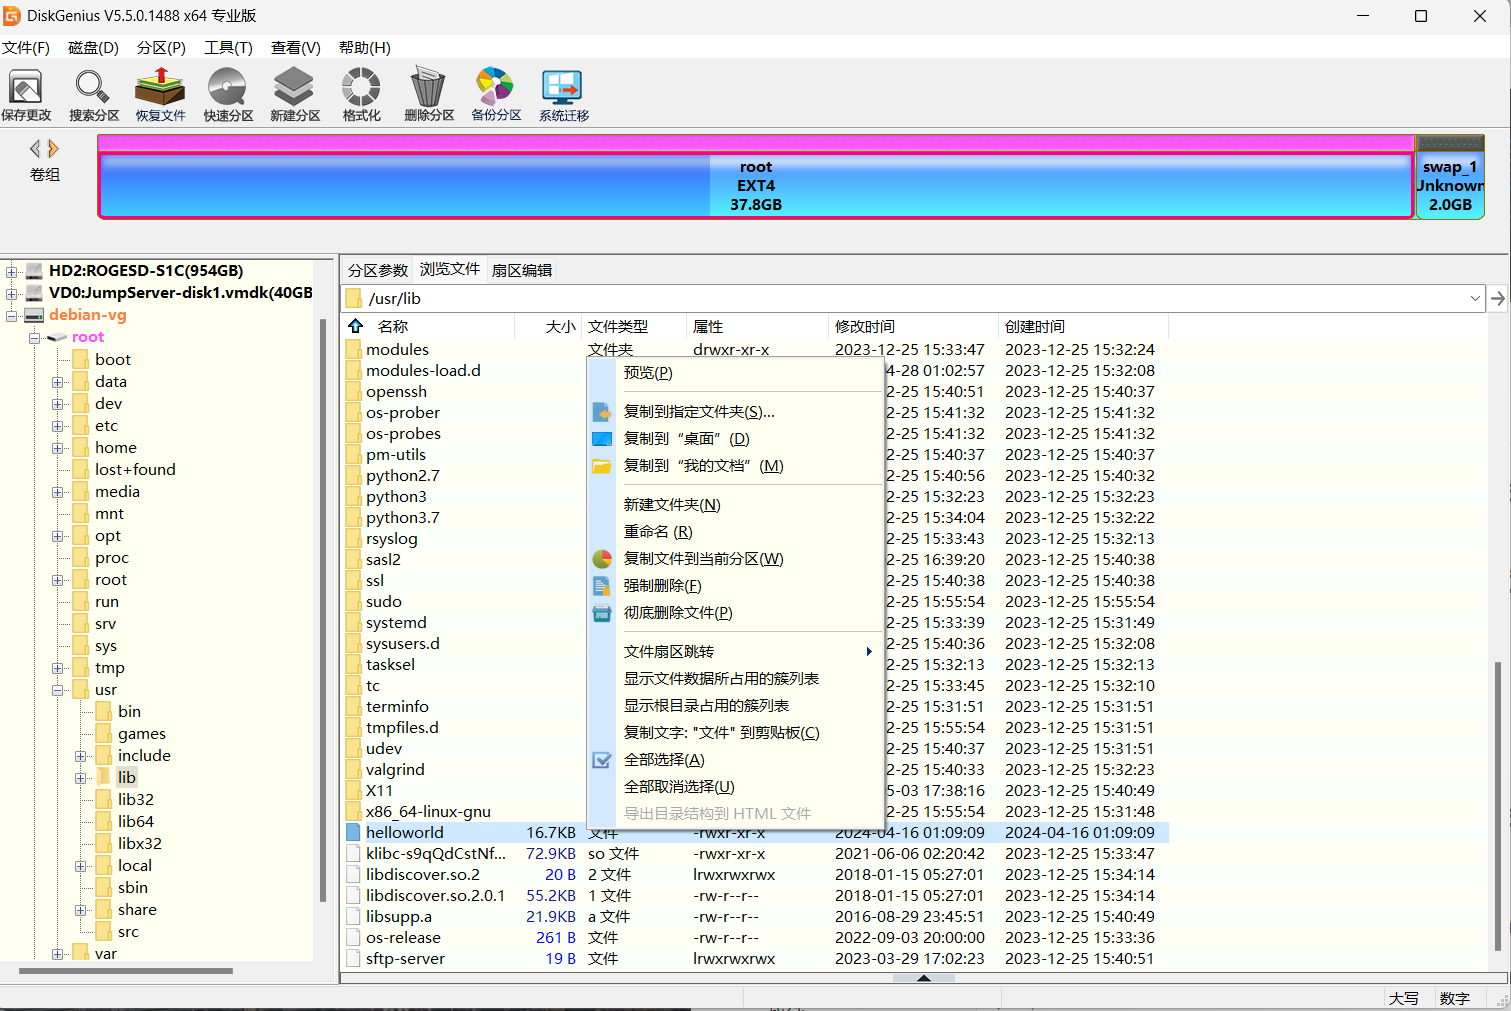 DiskGenius V5.5.0.1488 x64 专业版
文件(F) 磁盘(D) 分区(P) 工具(T) 查看(V) 帮助(H)
保存更改 搜索分区 恢复文件 快速分区 新建分区 格式化 删除分区 备份分区 系统迁移
卷组
root
EXT4
37.8GB
swap_1
Unknown
2.0GB
HD2:ROGESD-S1C(954GB)
VD0:JumpServer-disk1.vmdk(40GB
debian-vg
root
boot
data
dev
etc
home
lost+found
media
mnt
opt
proc
root
run
srv
sys
tmp
usr
bin
games
include
lib
lib32
lib64
libx32
local
sbin
share
src
var
分区参数 浏览文件 扇区编辑
/usr/lib
名称 大小 文件类型 属性 修改时间 创建时间
modules 文件夹 drwxr-xr-x 2023-12-25 15:33:47 2023-12-25 15:32:24
modules-load.d -28 01:02:57 2023-12-25 15:32:08
openssh 2-25 15:40:51 2023-12-25 15:40:37
os-prober 2-25 15:41:32 2023-12-25 15:41:32
os-probes 2-25 15:41:32 2023-12-25 15:41:32
pm-utils 2-25 15:40:37 2023-12-25 15:40:37
python2.7 2-25 15:40:56 2023-12-25 15:40:32
python3 2-25 15:32:23 2023-12-25 15:32:23
python3.7 2-25 15:34:04 2023-12-25 15:32:22
rsyslog 2-25 15:33:43 2023-12-25 15:32:13
sasl2 2-25 16:39:20 2023-12-25 15:40:38
ssl 2-25 15:40:38 2023-12-25 15:40:38
sudo 2-25 15:55:54 2023-12-25 15:55:54
systemd 2-25 15:33:39 2023-12-25 15:31:49
sysusers.d 2-25 15:40:36 2023-12-25 15:32:08
tasksel 2-25 15:32:13 2023-12-25 15:32:13
tc 2-25 15:33:45 2023-12-25 15:32:10
terminfo 2-25 15:31:51 2023-12-25 15:31:51
tmpfiles.d 2-25 15:55:54 2023-12-25 15:31:51
udev 2-25 15:40:37 2023-12-25 15:31:51
valgrind 2-25 15:40:33 2023-12-25 15:32:23
X11 5-03 17:38:16 2023-12-25 15:40:49
x86_64-linux-gnu 2-25 15:55:54 2023-12-25 15:31:48
helloworld 16.7KB 文件 -rwxr-xr-x 2024-04-16 01:09:09 2024-04-16 01:09:09
klibc-s9qQdCstNf... 72.9KB so 文件 -rwxr-xr-x 2021-06-06 02:20:42 2023-12-25 15:33:47
libdiscover.so.2 20 B 2 文件 lrwxrwxrwx 2018-01-15 05:27:01 2023-12-25 15:34:14
libdiscover.so.2.0.1 55.2KB 1 文件 -rw-r--r-- 2018-01-15 05:27:01 2023-12-25 15:34:14
libsupp.a 21.9KB a 文件 -rw-r--r-- 2016-08-29 23:45:51 2023-12-25 15:40:49
os-release 261 B 文件 -rw-r--r-- 2022-09-03 20:00:00 2023-12-25 15:33:36
sftp-server 19 B 文件 lrwxrwxrwx 2023-03-29 17:02:23 2023-12-25 15:40:51
预览(P)
复制到指定文件夹(S)...
复制到“桌面”(D)
复制到“我的文档”(M)
新建文件夹(N)
重命名 (R)
复制文件到当前分区(W)
强制删除(F)
彻底删除文件(P)
文件扇区跳转
显示文件数据所占用的簇列表
显示根目录占用的簇列表
复制文字: "文件" 到剪贴板(C)
全部选择(A)
全部取消选择(U)
导出目录结构到 HTML 文件
大写 数字